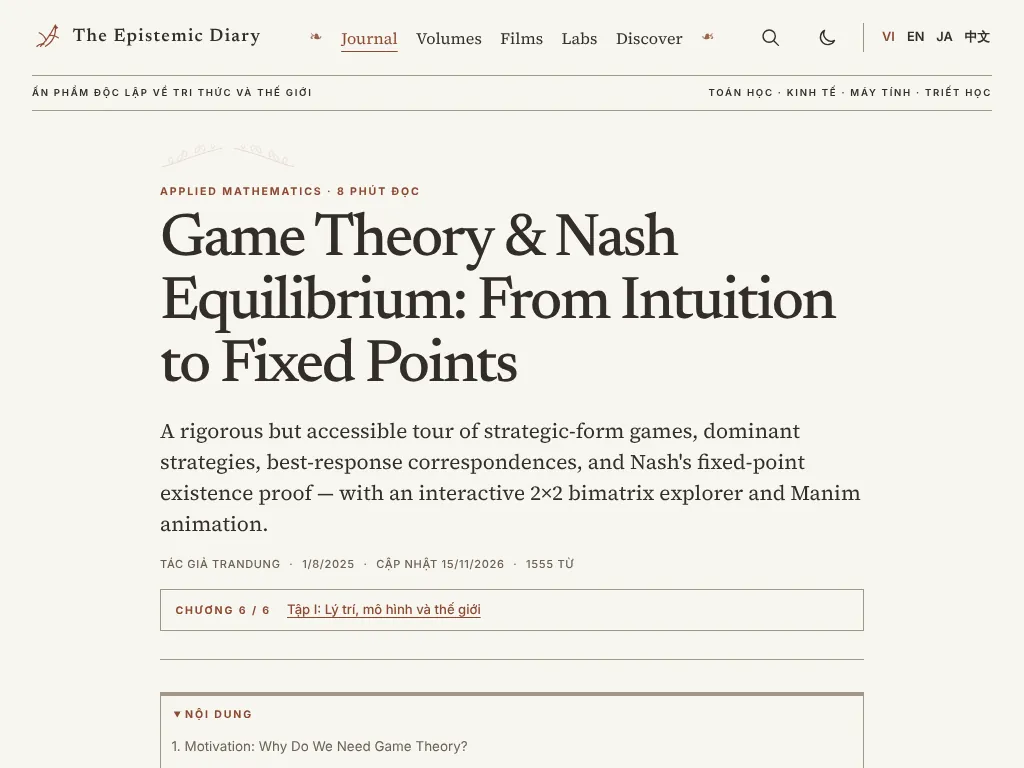 The Epistemic Diary
Journal Volumes Films Labs Discover
VI EN JA 中文
ẤN PHẨM ĐỘC LẬP VỀ TRI THỨC VÀ THẾ GIỚI
TOÁN HỌC · KINH TẾ · MÁY TÍNH · TRIẾT HỌC
APPLIED MATHEMATICS · 8 PHÚT ĐỌC
Game Theory & Nash
Equilibrium: From Intuition
to Fixed Points
A rigorous but accessible tour of strategic-form games, dominant
strategies, best-response correspondences, and Nash's fixed-point
existence proof — with an interactive 2×2 bimatrix explorer and Manim
animation.
TÁC GIẢ TRANDUNG · 1/8/2025 · CẬP NHẬT 15/11/2026 · 1555 TỪ
CHƯƠNG 6 / 6 Tập I: Lý trí, mô hình và thế giới
▼ NỘI DUNG
1. Motivation: Why Do We Need Game Theory?